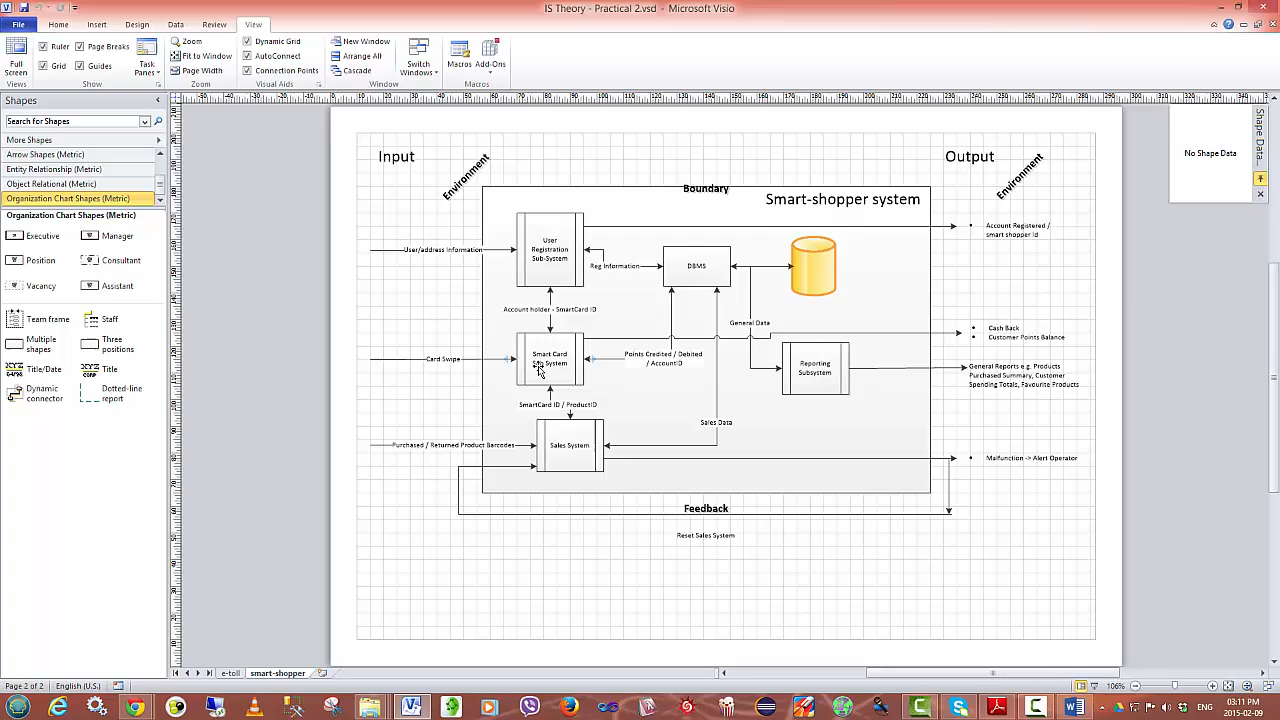 IS Theory - Practical 2.vsd - Microsoft Visio
File Home Insert Design Data Review View
Ruler Page Breaks
Grid Guides
Full Screen
Task Panes
Views Show
Zoom
Fit to Window
Page Width
Zoom
Dynamic Grid
AutoConnect
Connection Points
Visual Aids
New Window
Arrange All
Cascade
Switch Windows
Window
Macros Add-Ons
Macros
Shapes
Search for Shapes
More Shapes
Arrow Shapes (Metric)
Entity Relationship (Metric)
Object Relational (Metric)
Organization Chart Shapes (Metric)
Organization Chart Shapes (Metric)
Executive Manager
Position Consultant
Vacancy Assistant
Team frame Staff
Multiple shapes Three positions
Title/Date Title
Dynamic connector Dotted-line report
Shape Data...
No Shape Data
Input
Environment
Output
Environment
Boundary
Smart-shopper system
User
Registration
Sub-System
User/address Information
Reg Information
DBMS
• Account Registered /
smart shopper id
Account holder - SmartCard ID
General Data
• Cash Back
• Customer Points Balance
Smart Card
System
Card Swipe
Points Credited / Debited
/ AccountID
Reporting
Subsystem
General Reports e.g. Products
Purchased Summary, Customer
Spending Totals, Favourite Products
SmartCard ID / ProductID
Sales Data
Purchased / Returned Product Barcodes
Sales System
• Malfunction -> Alert Operator
Feedback
Reset Sales System
e-toll smart-shopper
Page 2 of 2 English (U.S.) 106%
03:11 PM
2015-02-09